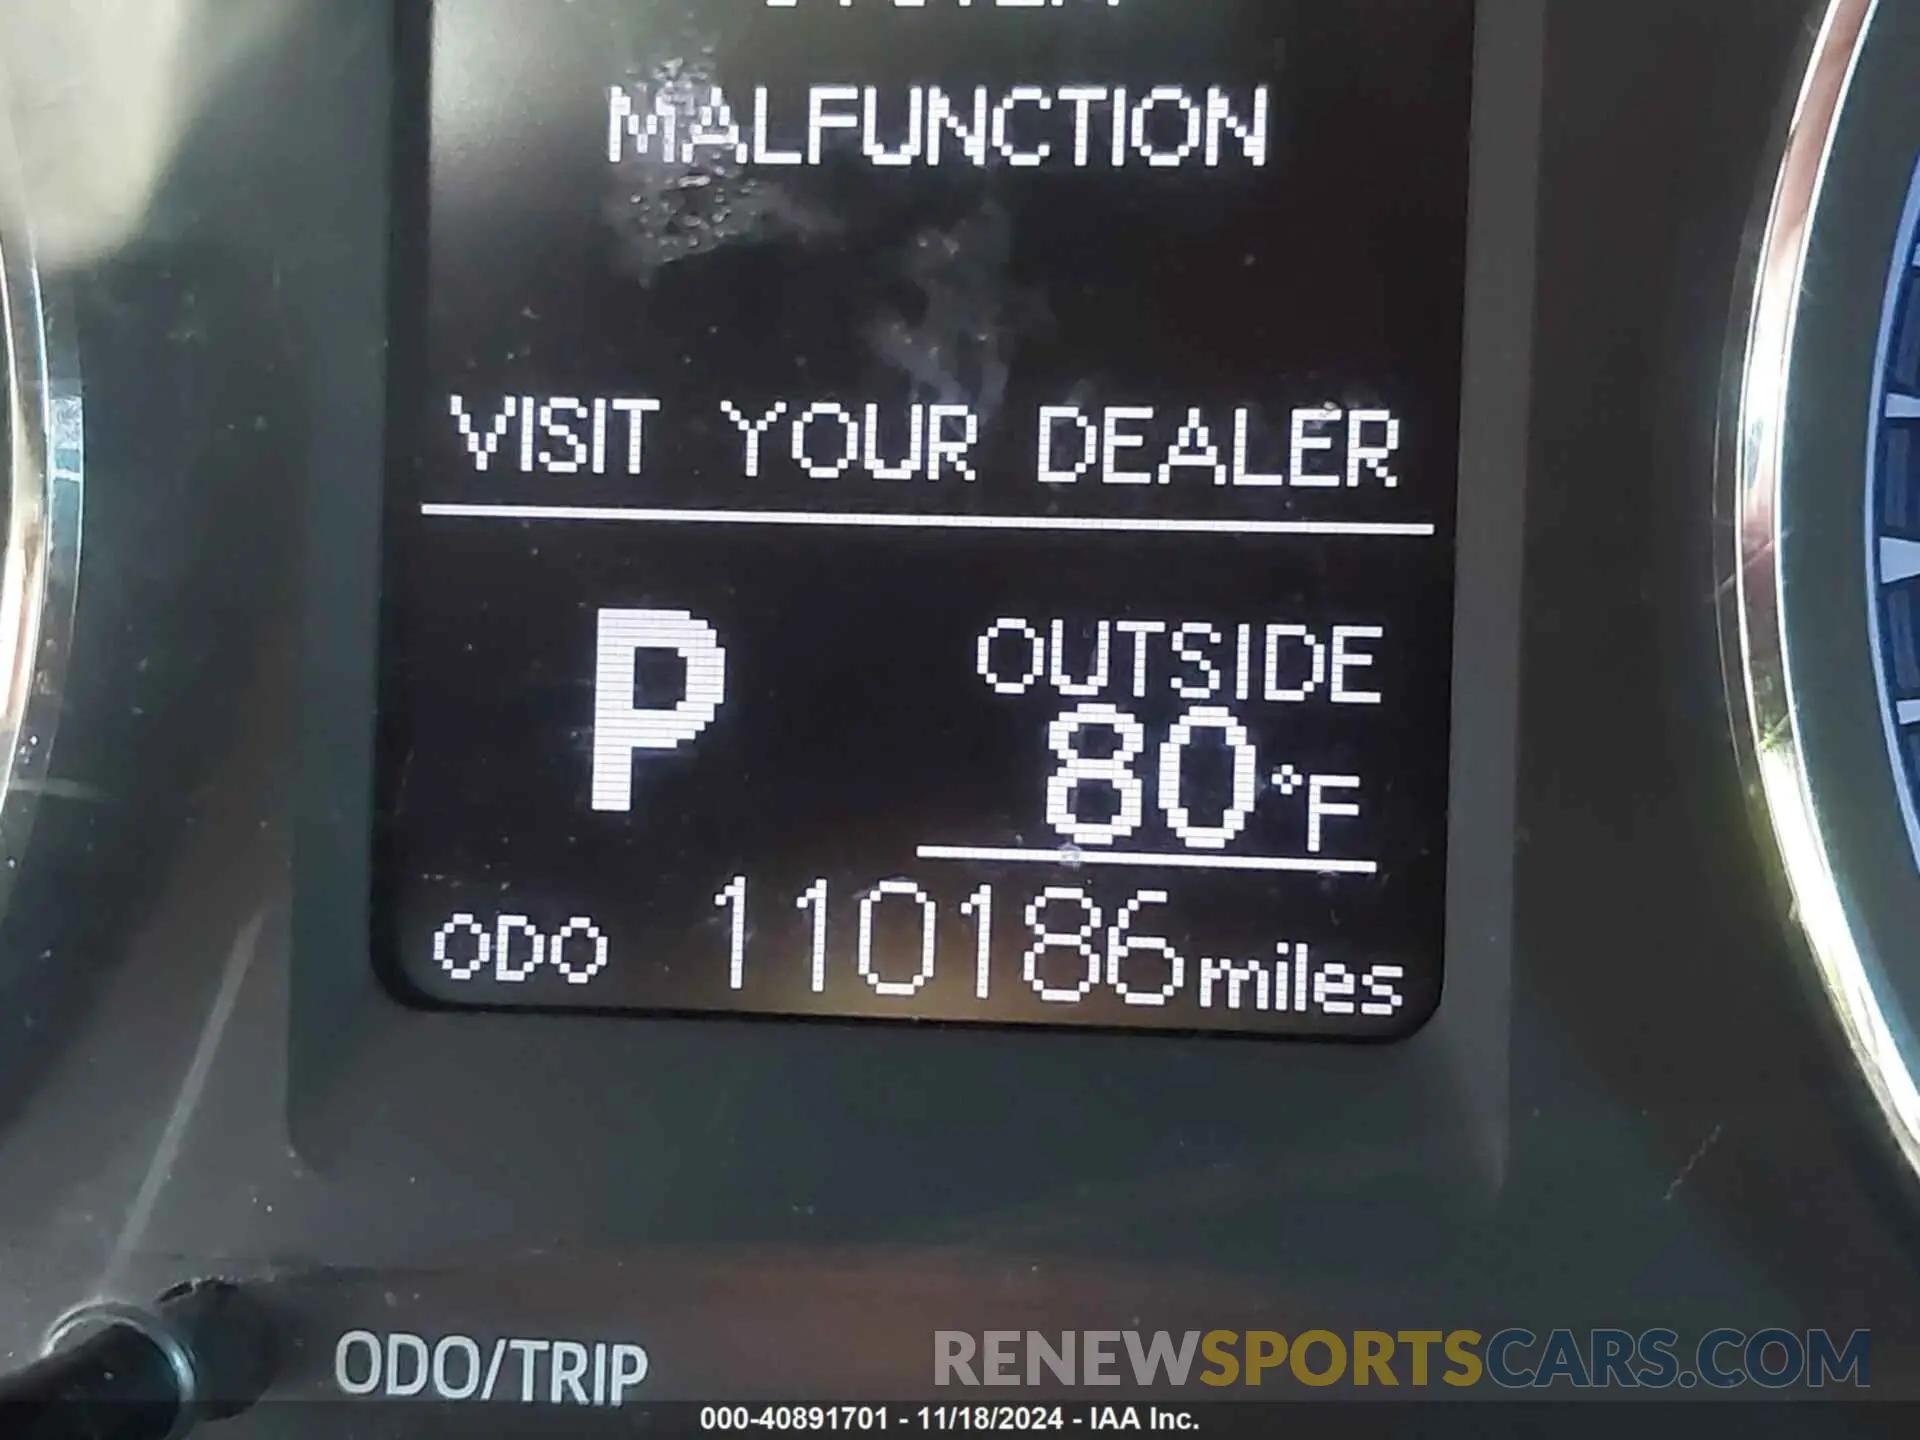 MALFUNCTION
VISIT YOUR DEALER
P
OUTSIDE
80°F
ODO 110186 miles
ODO/TRIP
RENEWSPORTSCARS.COM
000-40891701 - 11/18/2024 - IAA Inc.